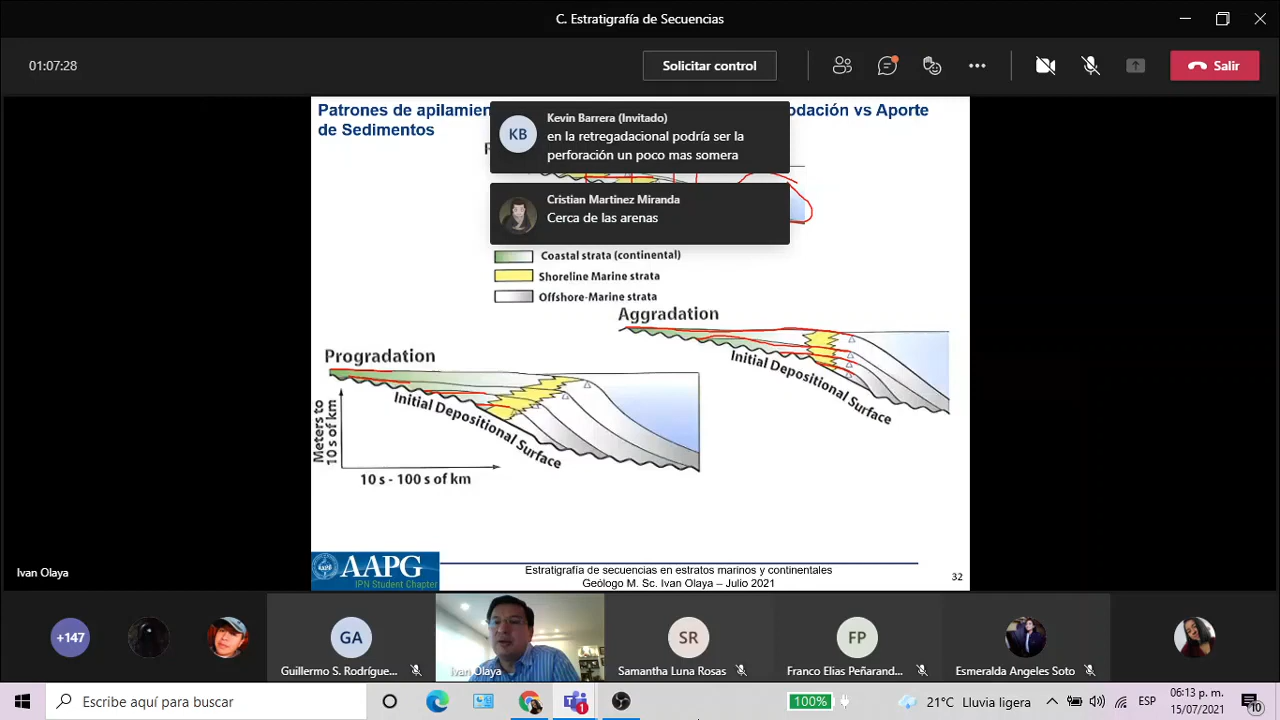 C. Estratigrafía de Secuencias
01:07:28
Solicitar control
Salir
Patrones de apilamien
odación vs Aporte
de Sedimentos
KB
Kevin Barrera (Invitado)
en la retregadacional podría ser la
perforación un poco mas somera
Cristian Martínez Miranda
Cerca de las arenas
Coastal strata (continental)
Shoreline Marine strata
Offshore-Marine strata
Aggradation
Initial Depositional Surface
Progradation
Initial Depositional Surface
Meters to
10 s of km
10 s - 100 s of km
AAPG
IPN Student Chapter
Estratigrafía de secuencias en estratos marinos y continentales
Geólogo M. Sc. Ivan Olaya – Julio 2021
32
Ivan Olaya
+147
GA
Guillermo S. Rodrígue...
Ivan Olaya
SR
Samantha Luna Rosas
FP
Franco Elias Peñarand...
Esmeralda Angeles Soto
Escribe aquí para buscar
1
100%
21°C Lluvia ligera
ESP
06:13 p. m.
15/07/2021
10